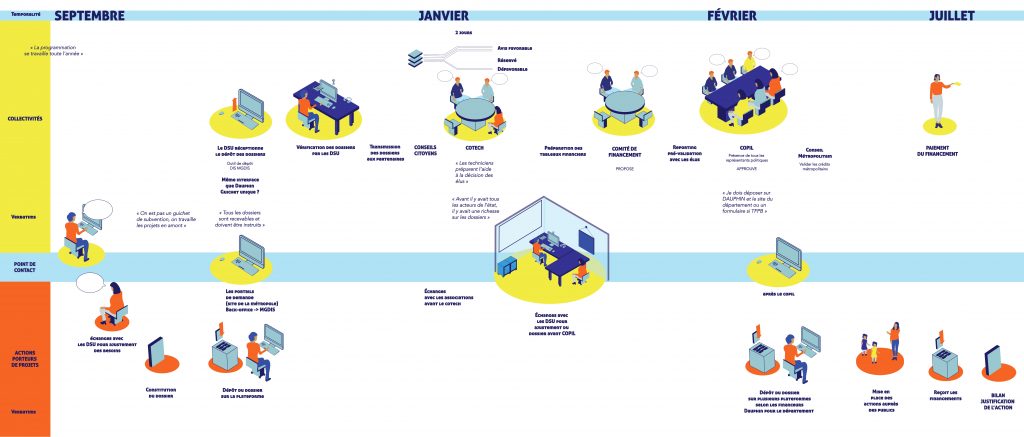 Temporalité
SEPTEMBRE
JANVIER
FÉVRIER
JUILLET
« La programmation
se travaille toute l'année »
2 jours
Avis favorable
Réservé
Défavorable
COLLECTIVITÉS
Le DSU réceptionne
le dépôt des dossiers
Outil de dépôt
DIS MGDIS
Même interface
que Dauphin
Guichet unique ?
Vérification des dossiers
par les DSU
Transmission
des dossiers
aux partenaires
CONSEILS
CITOYENS
COTECH
« Les techniciens
préparent l'aide
à la décision des
élus »
Préparation des
tableaux financiers
COMITÉ DE
FINANCEMENT
PROPOSE
Reporting
pré-validation
avec les élus
COPIL
Présence de tous les
représentants politiques
APPROUVE
Conseil
Métropolitain
Valider les crédits
métropolitains
PAIEMENT
DU FINANCEMENT
Verbatims
« On est pas un guichet
de subvention, on travaille
les projets en amont »
« Tous les dossiers
sont recevables et
doivent être instruits »
« Avant il y avait tous
les acteurs de l'état,
il y avait une richesse
sur les dossiers »
« Je dois déposer sur
DAUPHIN et le site du
département ou un
formulaire si TFPB »
POINT DE
CONTACT
Les portails
de demande
(site de la métropole)
Back-office -> MGDIS
Échanges
avec les associations
avant le cotech
Échanges avec
les DSU pour
ajustement du
dossier avant COPIL
après le copil
ACTIONS
PORTEURS
DE PROJETS
échanges avec
les DSU pour ajustement
des besoins
Constitution
du dossier
Dépôt du dossier
sur la plateforme
Dépôt du dossier
sur plusieurs plateformes
selon les financeurs
Dauphin pour le département
Mise en
place des
actions auprès
des publics
Reçoit les
financements
BILAN
JUSTIFICATION
DE L'ACTION
Verbatims